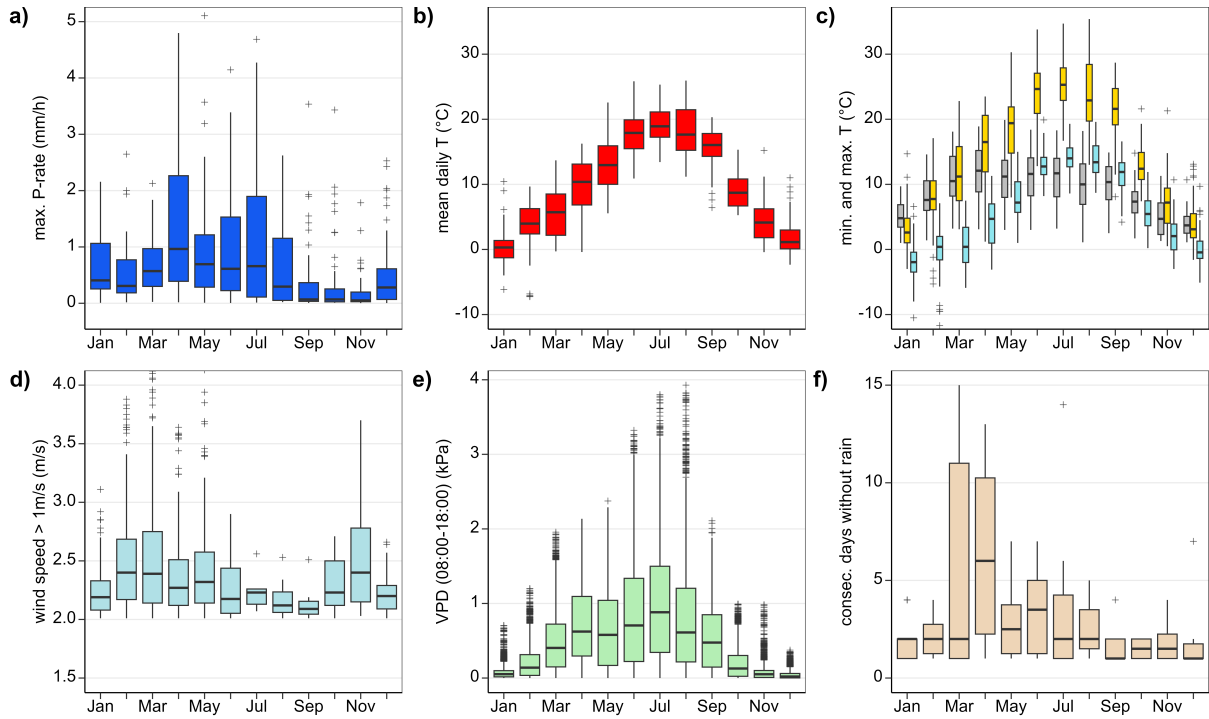 a)
max. P-rate (mm/h)
5
4
3
2
1
0
Jan Mar May Jul Sep Nov
b)
mean daily T (°C)
30
20
10
0
-10
Jan Mar May Jul Sep Nov
c)
min. and max. T (°C)
30
20
10
0
-10
Jan Mar May Jul Sep Nov
d)
wind speed > 1m/s (m/s)
4.0
3.5
3.0
2.5
2.0
1.5
Jan Mar May Jul Sep Nov
e)
VPD (08:00-18:00) (kPa)
4
3
2
1
0
Jan Mar May Jul Sep Nov
f)
consec. days without rain
15
10
5
0
Jan Mar May Jul Sep Nov